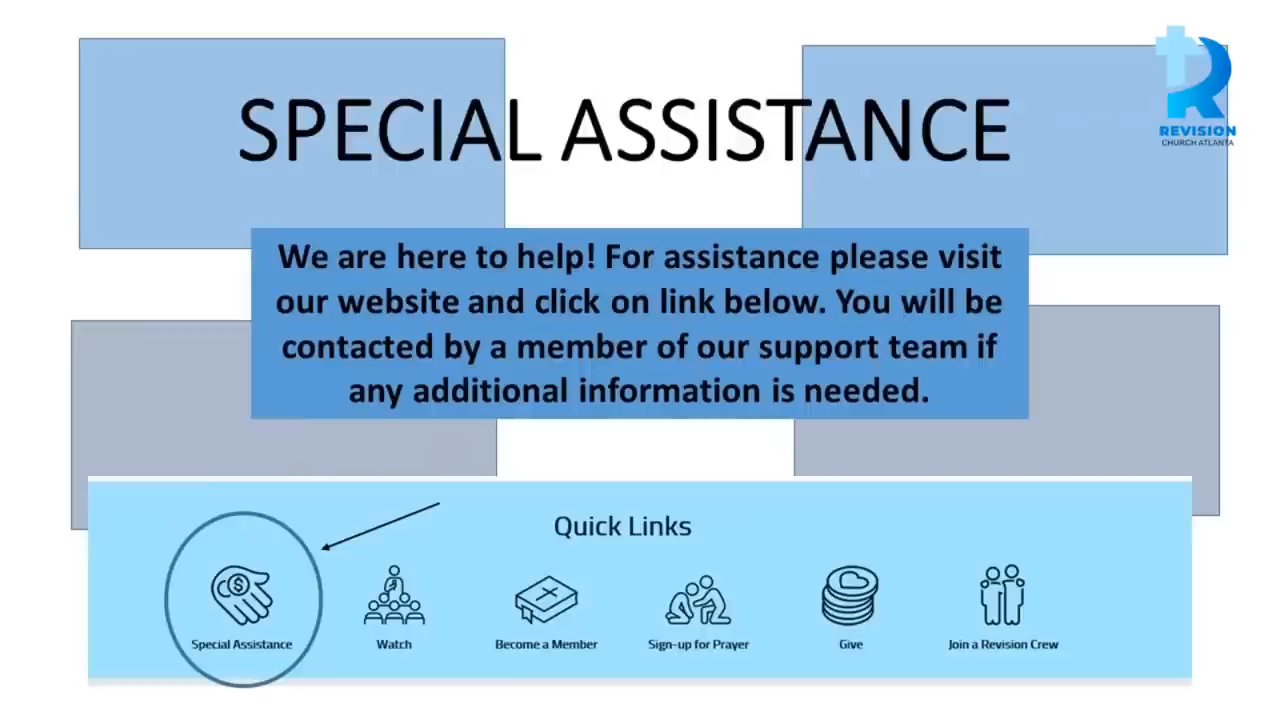 SPECIAL ASSISTANCE
REVISION
CHURCH ATLANTA
We are here to help! For assistance please visit
our website and click on link below. You will be
contacted by a member of our support team if
any additional information is needed.
Quick Links
$
Special Assistance
Watch
Become a Member
Sign-up for Prayer
Give
Join a Revision Crew